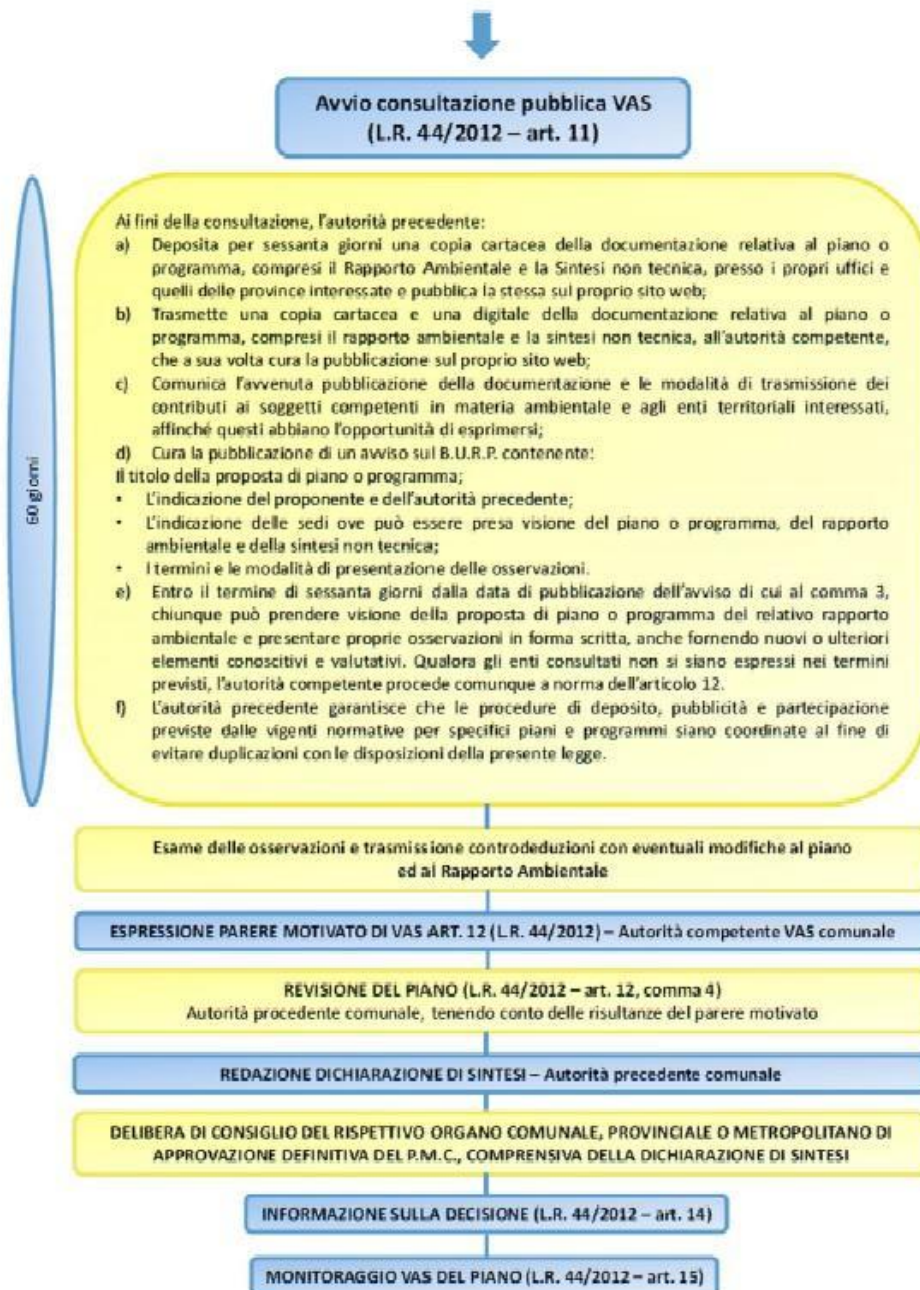 Avvio consultazione pubblica VAS
(L.R. 44/2012 – art. 11)
60 giorni
Ai fini della consultazione, l'autorità precedente:
a) Deposita per sessanta giorni una copia cartacea della documentazione relativa al piano o
programma, compresi il Rapporto Ambientale e la Sintesi non tecnica, presso i propri uffici e
quelli delle province interessate e pubblica la stessa sul proprio sito web;
b) Trasmette una copia cartacea e una digitale della documentazione relativa al piano o
programma, compresi il rapporto ambientale e la sintesi non tecnica, all'autorità competente,
che a sua volta cura la pubblicazione sul proprio sito web;
c) Comunica l'avvenuta pubblicazione della documentazione e le modalità di trasmissione dei
contributi ai soggetti competenti in materia ambientale e agli enti territoriali interessati,
affinché questi abbiano l'opportunità di esprimersi;
d) Cura la pubblicazione di un avviso sul B.U.R.P. contenente:
Il titolo della proposta di piano o programma;
• L'indicazione del proponente e dell'autorità precedente;
• L'indicazione delle sedi ove può essere presa visione del piano o programma, del rapporto
ambientale e della sintesi non tecnica;
• I termini e le modalità di presentazione delle osservazioni.
e) Entro il termine di sessanta giorni dalla data di pubblicazione dell'avviso di cui al comma 3,
chiunque può prendere visione della proposta di piano o programma del relativo rapporto
ambientale e presentare proprie osservazioni in forma scritta, anche fornendo nuovi o ulteriori
elementi conoscitivi e valutativi. Qualora gli enti consultati non si siano espressi nei termini
previsti, l'autorità competente procede comunque a norma dell'articolo 12.
f) L'autorità precedente garantisce che le procedure di deposito, pubblicità e partecipazione
previste dalle vigenti normative per specifici piani e programmi siano coordinate al fine di
evitare duplicazioni con le disposizioni della presente legge.
Esame delle osservazioni e trasmissione controdeduzioni con eventuali modifiche al piano
ed al Rapporto Ambientale
ESPRESSIONE PARERE MOTIVATO DI VAS ART. 12 (L.R. 44/2012) – Autorità competente VAS comunale
REVISIONE DEL PIANO (L.R. 44/2012 – art. 12, comma 4)
Autorità procedente comunale, tenendo conto delle risultanze del parere motivato
REDAZIONE DICHIARAZIONE DI SINTESI – Autorità precedente comunale
DELIBERA DI CONSIGLIO DEL RISPETTIVO ORGANO COMUNALE, PROVINCIALE O METROPOLITANO DI
APPROVAZIONE DEFINITIVA DEL P.M.C., COMPRENSIVA DELLA DICHIARAZIONE DI SINTESI
INFORMAZIONE SULLA DECISIONE (L.R. 44/2012 – art. 14)
MONITORAGGIO VAS DEL PIANO (L.R. 44/2012 – art. 15)